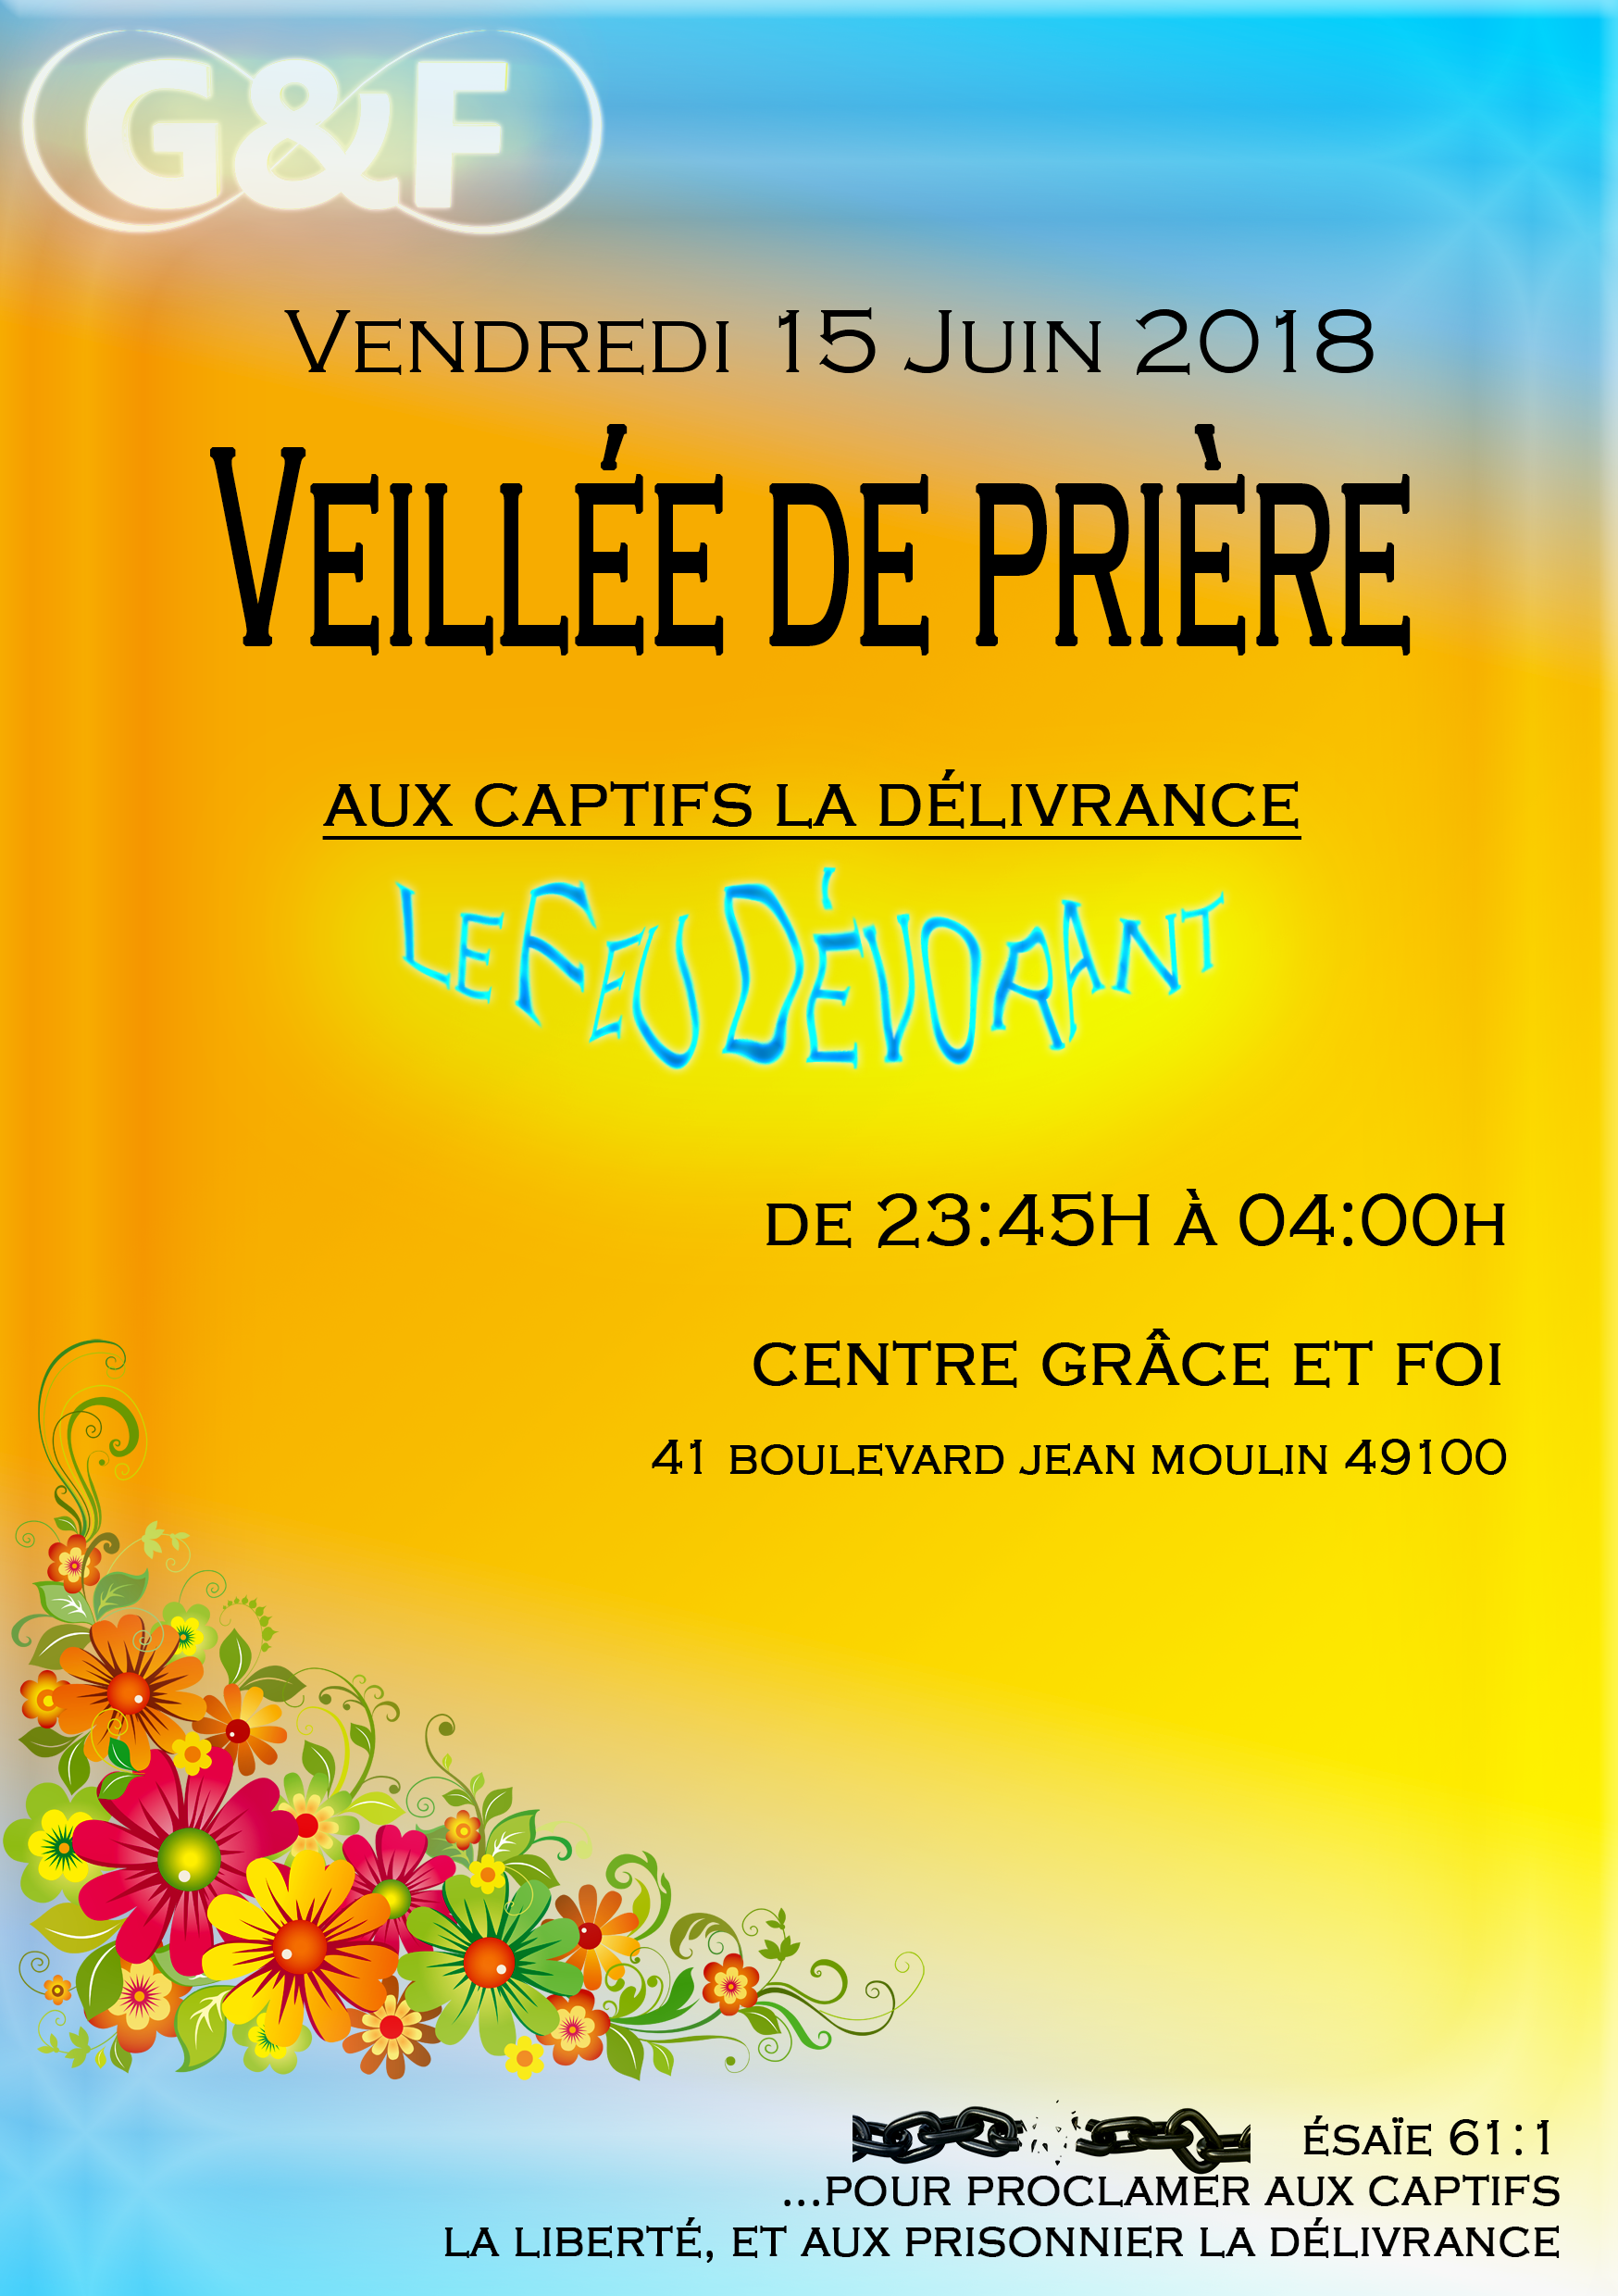 G&F
Vendredi 15 Juin 2018
Veillée de prière
aux captifs la délivrance
Le Feu Dévorant
de 23:45H à 04:00h
centre grâce et foi
41 boulevard jean moulin 49100
ésaïe 61:1
...pour proclamer aux captifs
la liberté, et aux prisonnier la délivrance